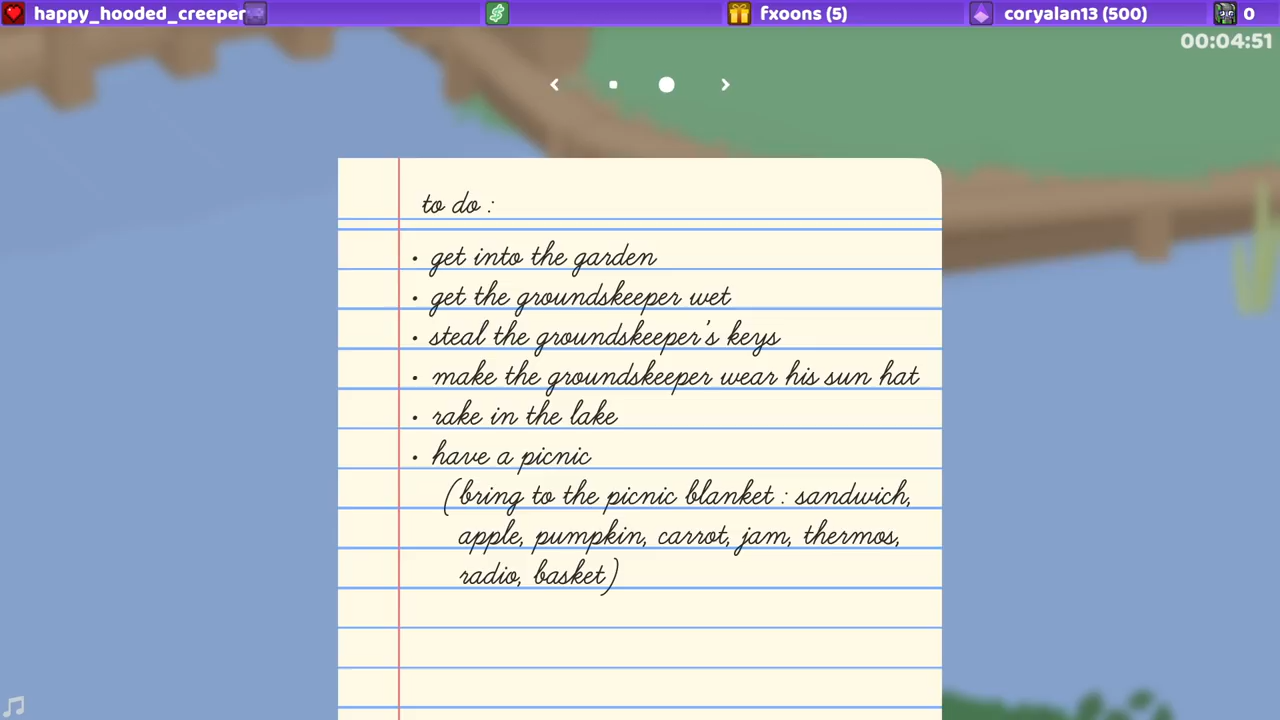 happy_hooded_creeper
fxoons (5)
coryalan13 (500)
0
00:04:51
to do :
• get into the garden
• get the groundskeeper wet
• steal the groundskeeper's keys
• make the groundskeeper wear his sun hat
• rake in the lake
• have a picnic
(bring to the picnic blanket : sandwich,
apple, pumpkin, carrot, jam, thermos,
radio, basket)